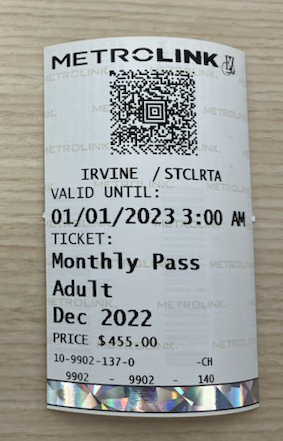 METROLINK
IRVINE / STCLRTA
VALID UNTIL:
01/01/2023 3:00 AM
TICKET:
Monthly Pass
Adult
Dec 2022
PRICE $455.00
10-9902-137-0 -CH
9902 - 9902 - 140